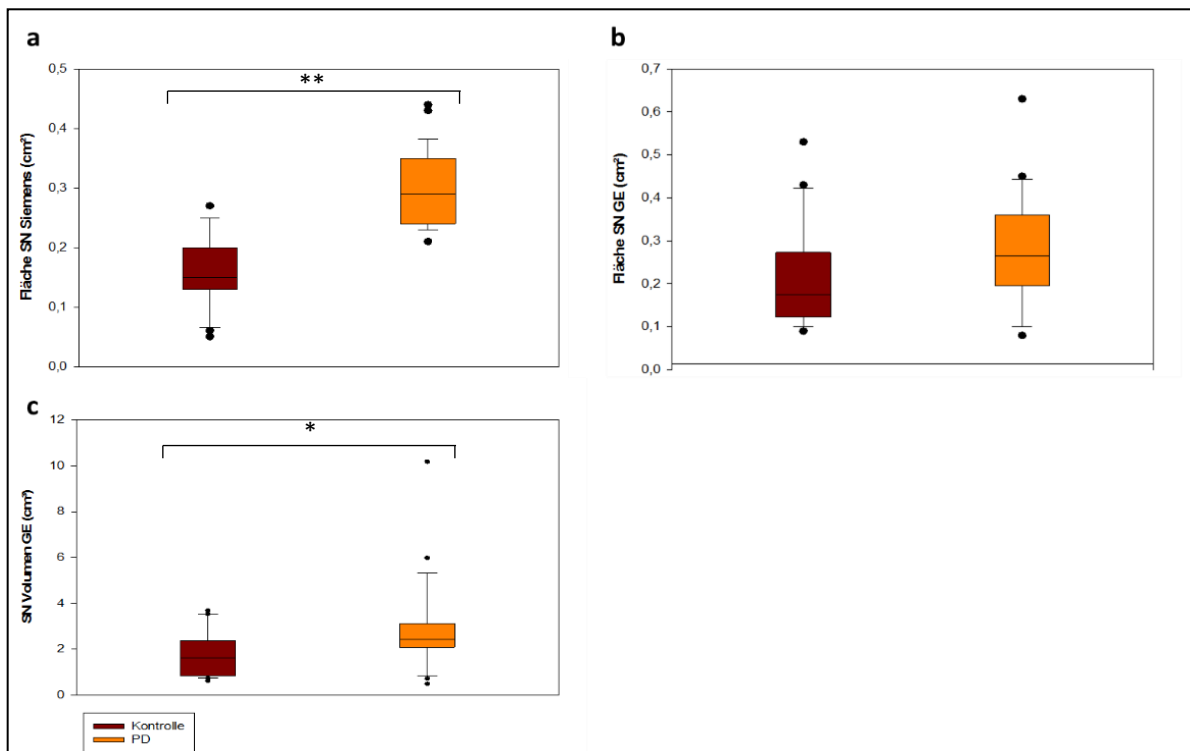 a
Fläche SN Siemens (cm²)
0,5
0,4
0,3
0,2
0,1
0,0
**
b
Fläche SN GE (cm²)
0,7
0,6
0,5
0,4
0,3
0,2
0,1
0,0
c
SN Volumen GE (cm³)
12
10
8
6
4
2
0
*
Kontrolle
PD